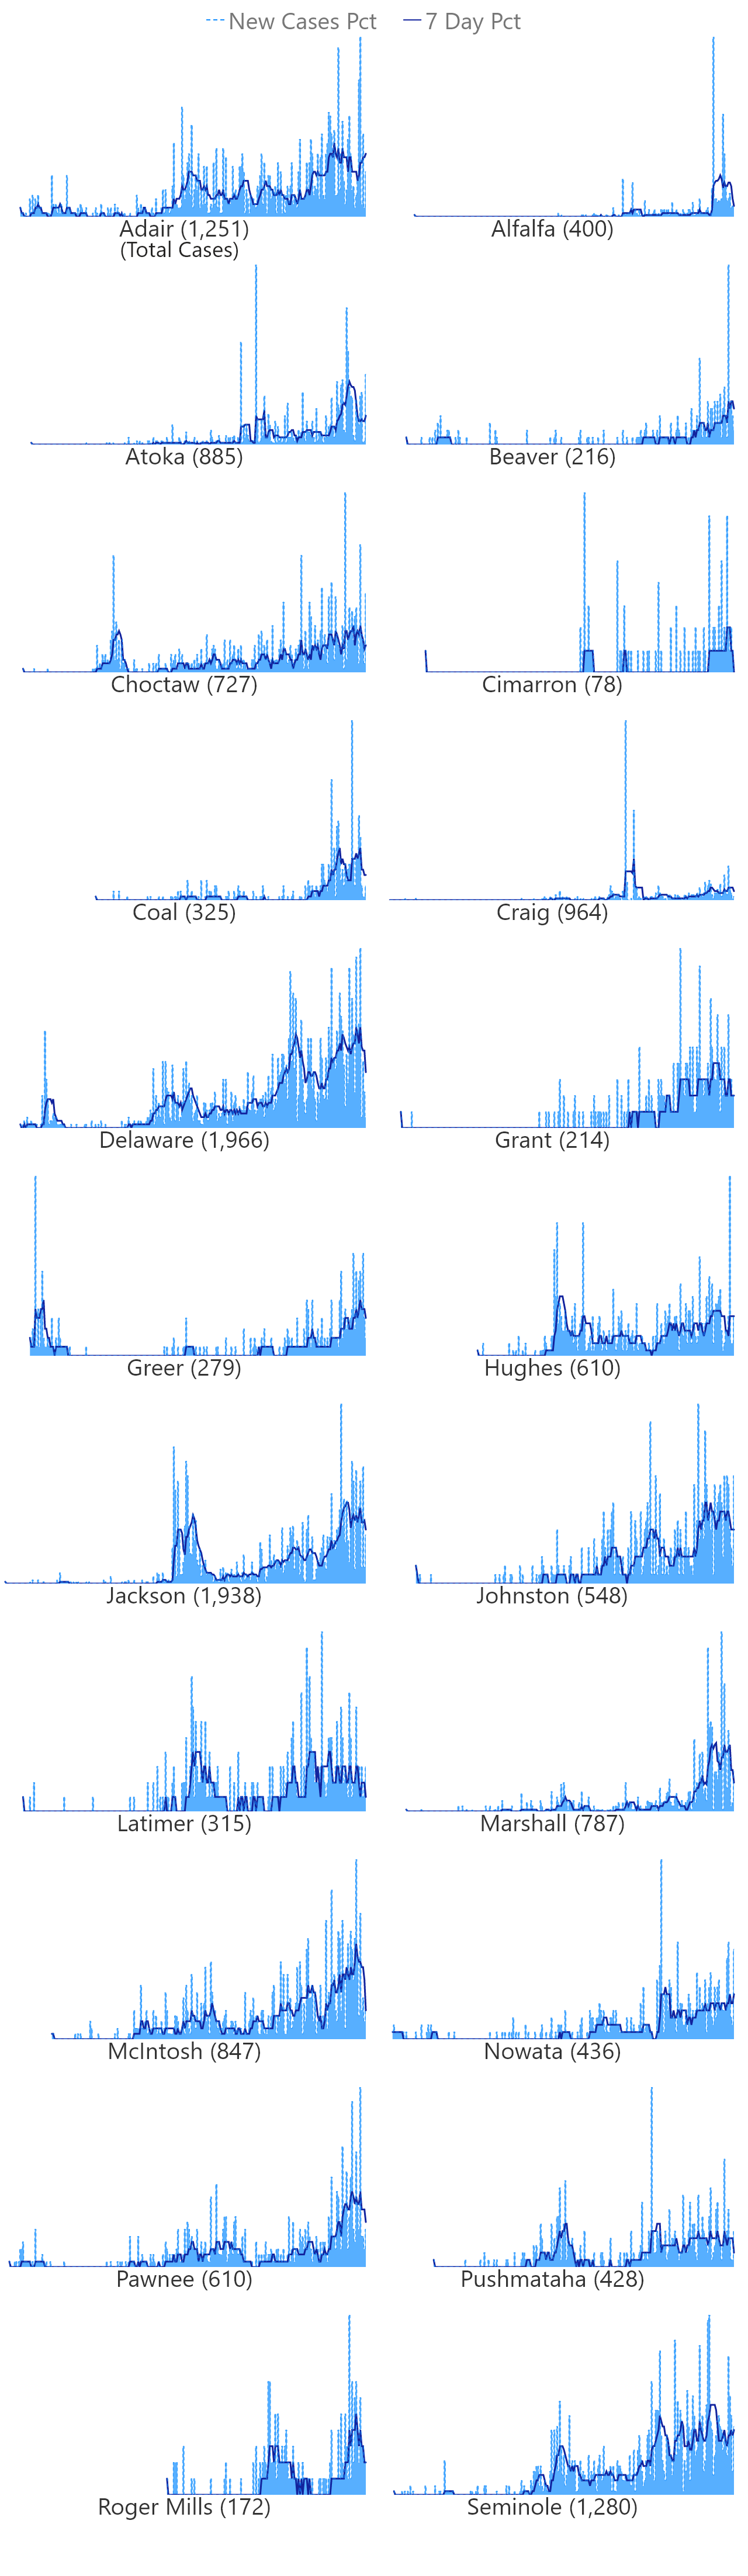 New Cases Pct 7 Day Pct
Adair (1,251) Alfalfa (400)
(Total Cases)
Atoka (885) Beaver (216)
Choctaw (727) Cimarron (78)
Coal (325) Craig (964)
Delaware (1,966) Grant (214)
Greer (279) Hughes (610)
Jackson (1,938) Johnston (548)
Latimer (315) Marshall (787)
McIntosh (847) Nowata (436)
Pawnee (610) Pushmataha (428)
Roger Mills (172) Seminole (1,280)